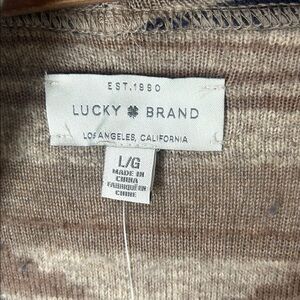 EST.1990
LUCKY BRAND
LOS ANGELES, CALIFORNIA
L/G
MADE IN
CHINA
FABRIQUÉ EN
CHINE